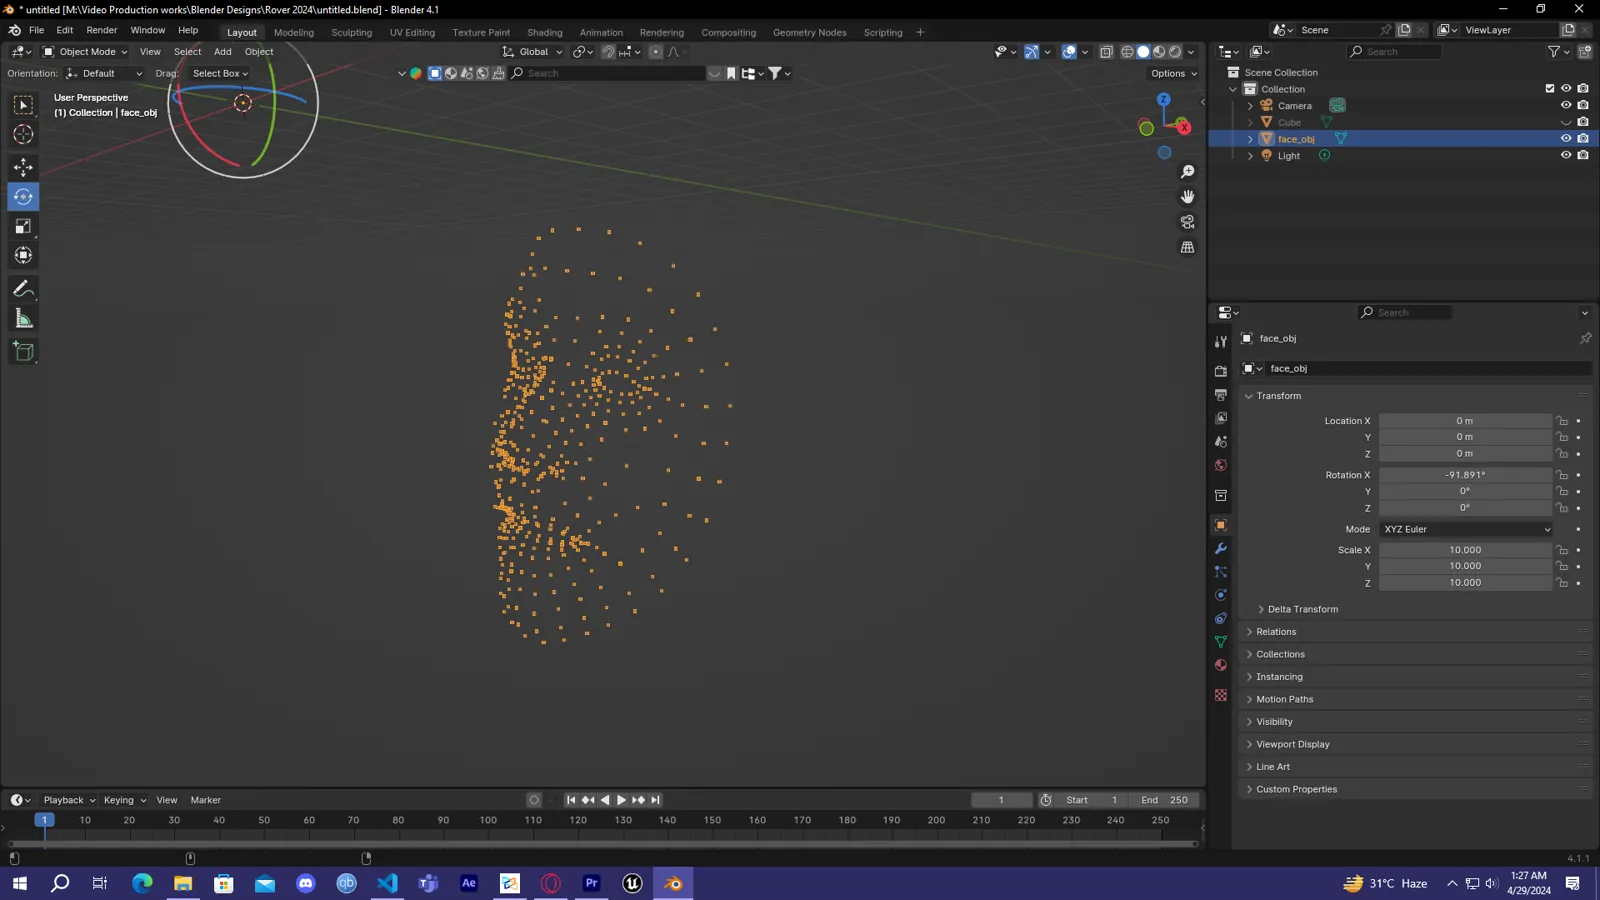 * untitled [M:\Video Production works\Blender Designs\Rover 2024\untitled.blend] - Blender 4.1
File Edit Render Window Help Layout Modeling Sculpting UV Editing Texture Paint Shading Animation Rendering Compositing Geometry Nodes Scripting + Scene ViewLayer
Object Mode View Select Add Object Global Search
Orientation: Default Drag: Select Box Search Options
User Perspective
(1) Collection | face_obj
X
Z
Scene Collection
Collection
Camera
Cube
face_obj
Light
Search
face_obj
face_obj
Transform
Location X 0 m
Y 0 m
Z 0 m
Rotation X -91.891°
Y 0°
Z 0°
Mode XYZ Euler
Scale X 10.000
Y 10.000
Z 10.000
Delta Transform
Relations
Collections
Instancing
Motion Paths
Visibility
Viewport Display
Line Art
Custom Properties
Playback Keying View Marker 1 Start 1 End 250
1 10 20 30 40 50 60 70 80 90 100 110 120 130 140 150 160 170 180 190 200 210 220 230 240 250
4.1.1
qb Ae Pr 31°C Haze 1:27 AM
4/29/2024